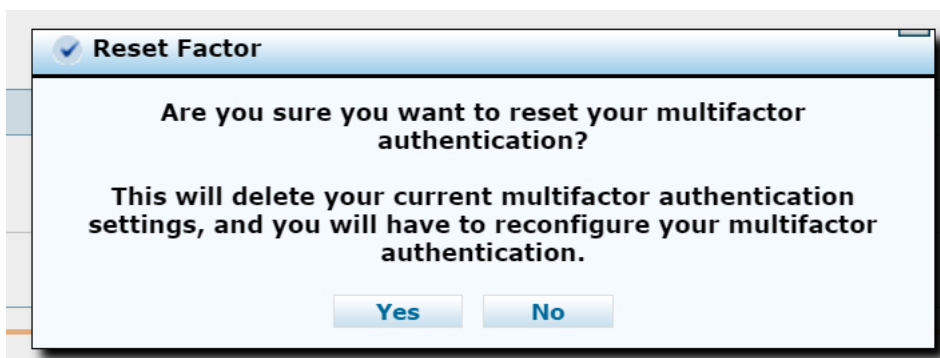 Reset Factor
Are you sure you want to reset your multifactor
authentication?
This will delete your current multifactor authentication
settings, and you will have to reconfigure your multifactor
authentication.
Yes No